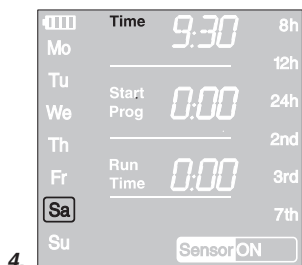 Time 9:30 8h
Mo
12h
Tu
Start
Prog 0:00 24h
We
Th 2nd
Run
Time 0:00
Fr 3rd
Sa 7th
Su Sensor ON
4.